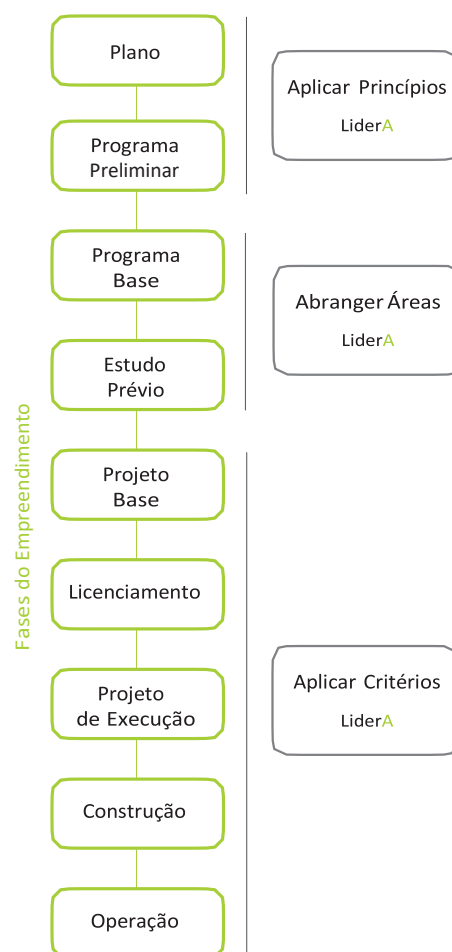 Plano
Programa
Preliminar
Aplicar Princípios
LiderA
Programa
Base
Estudo
Prévio
Abranger Áreas
LiderA
Fases do Empreendimento
Projeto
Base
Licenciamento
Projeto
de Execução
Construção
Operação
Aplicar Critérios
LiderA